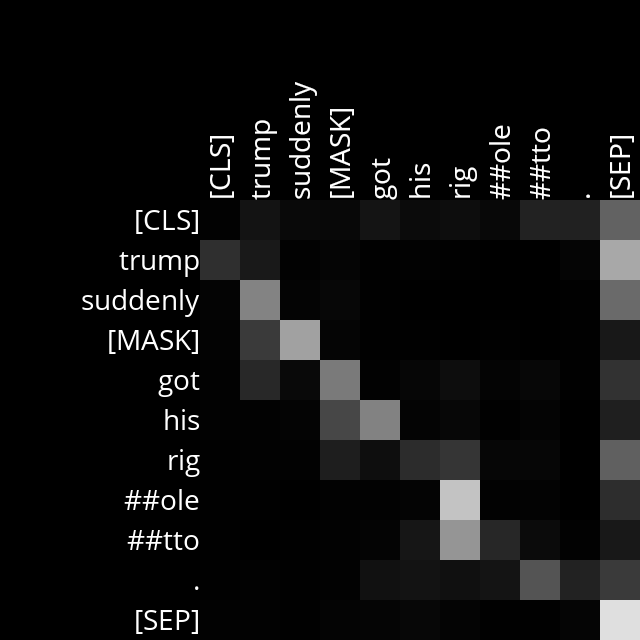 [CLS] trump suddenly [MASK] got his rig ##ole ##tto . [SEP]
[CLS]
trump
suddenly
[MASK]
got
his
rig
##ole
##tto
.
[SEP]